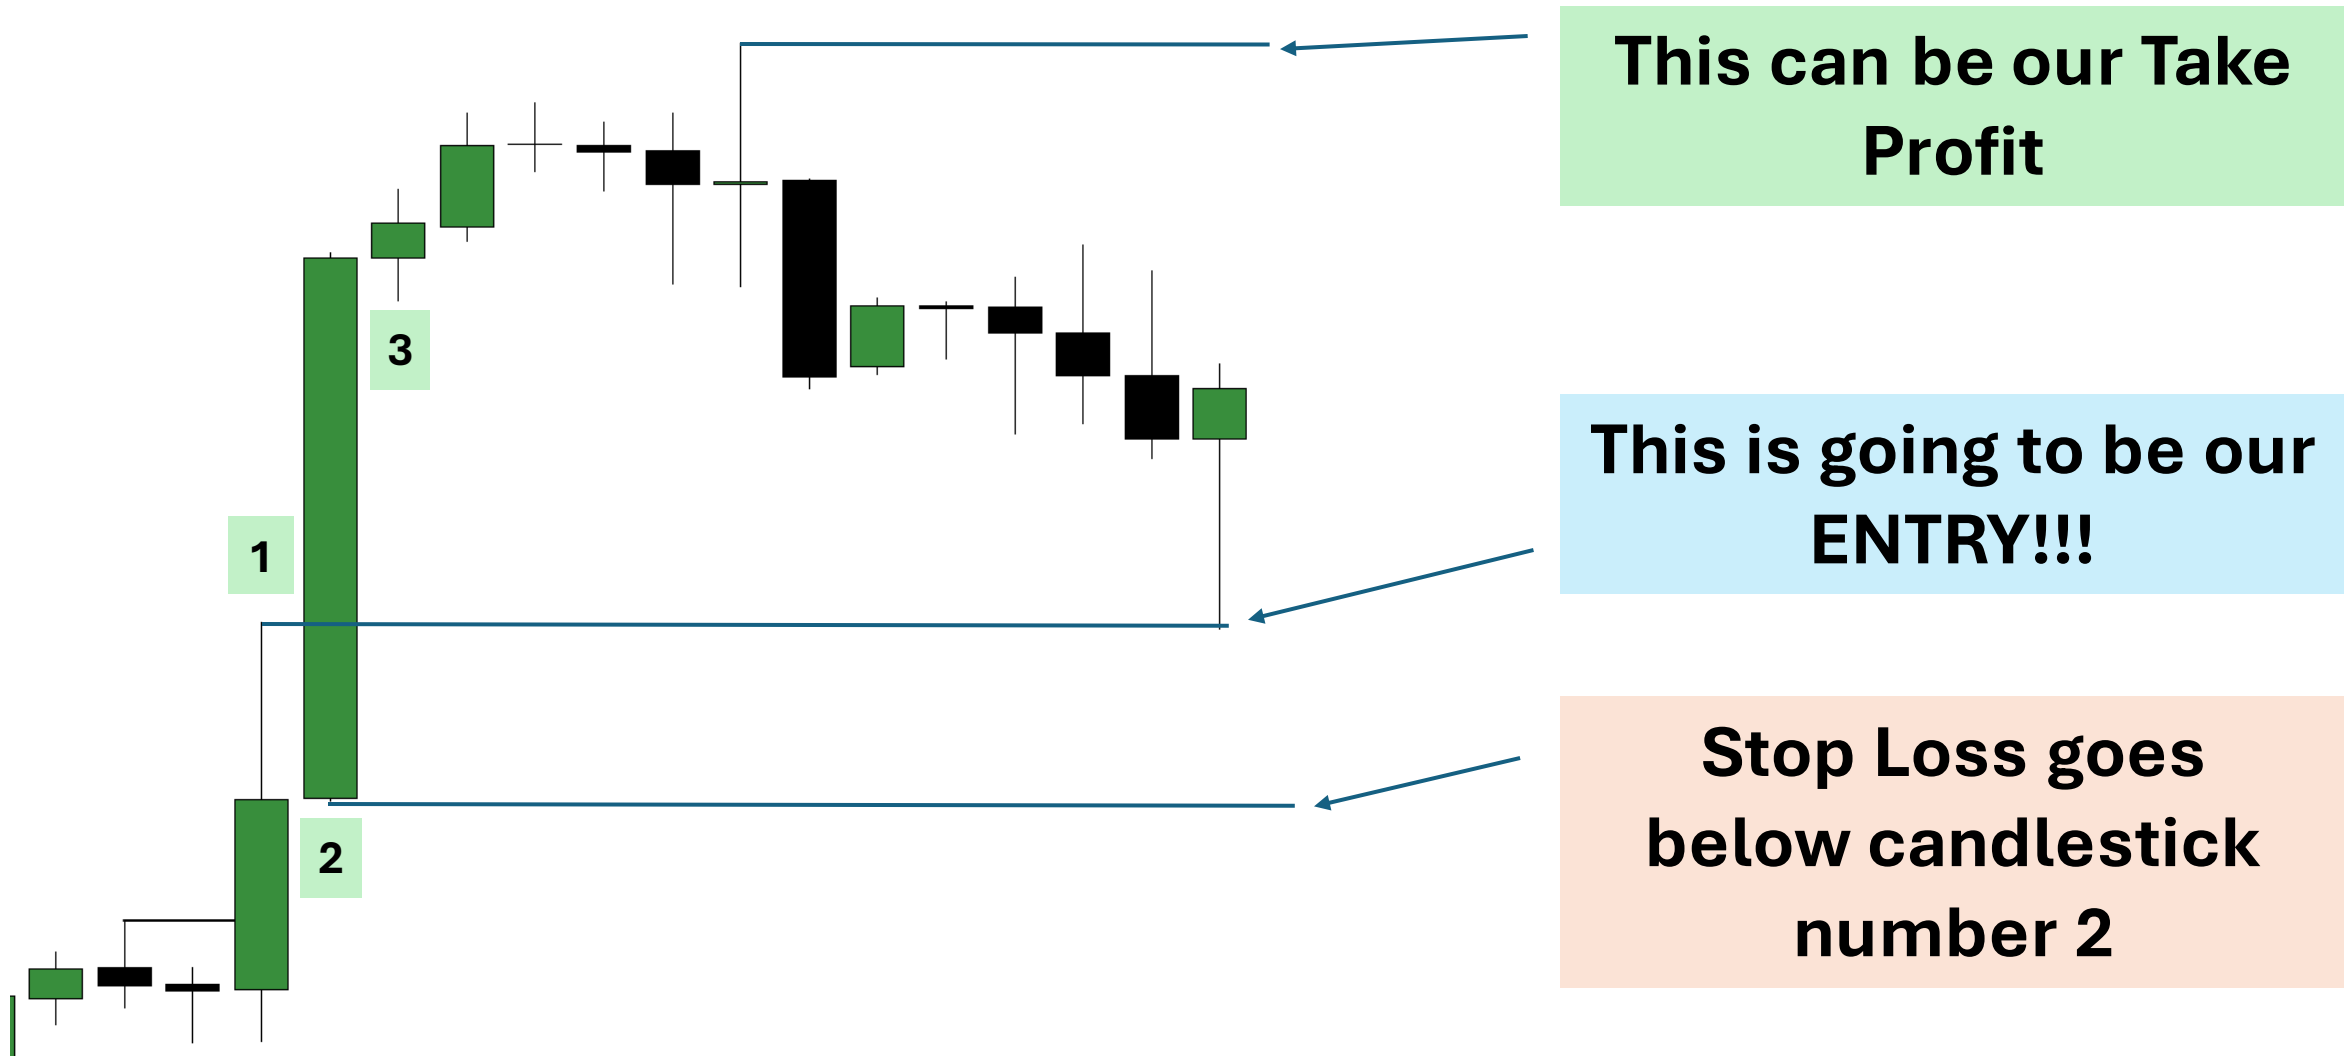 This can be our Take
Profit
3
This is going to be our
ENTRY!!!
1
Stop Loss goes
below candlestick
number 2
2